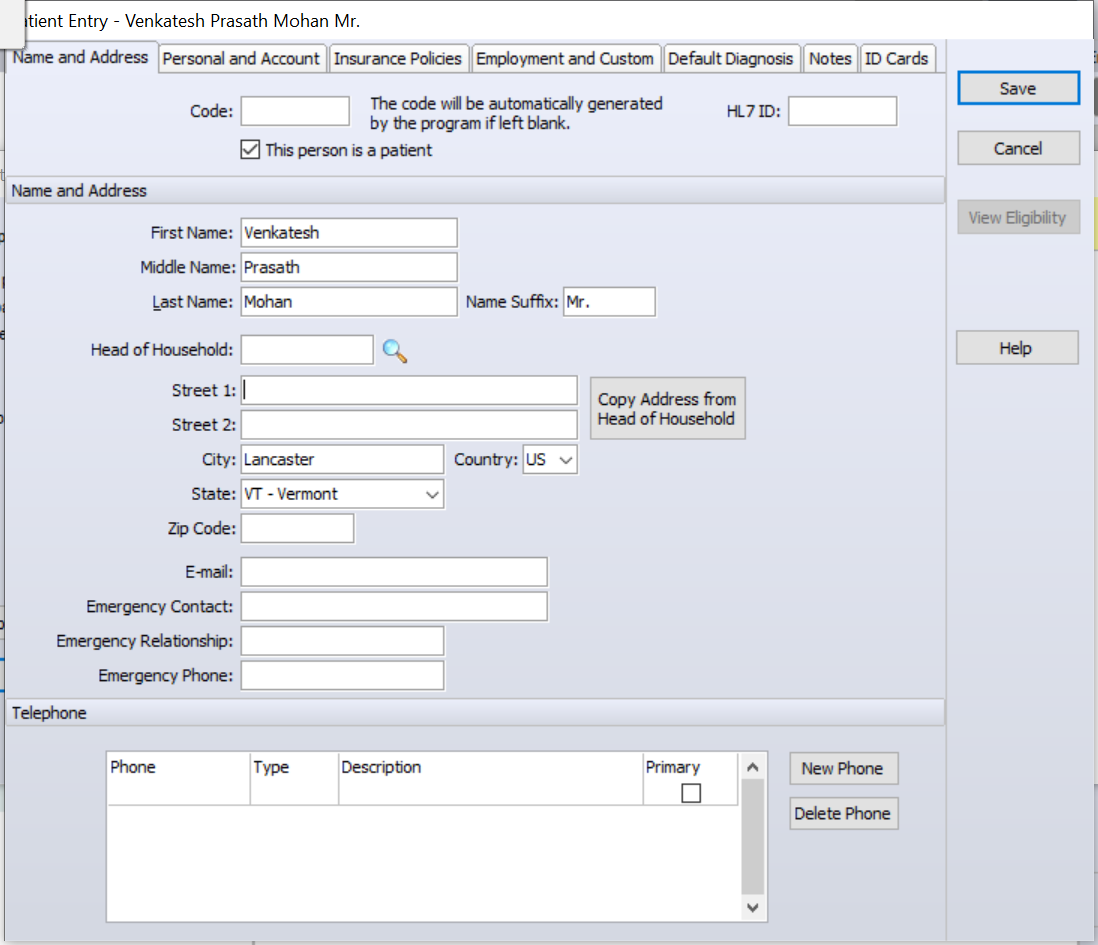 atient Entry - Venkatesh Prasath Mohan Mr.
Name and Address Personal and Account Insurance Policies Employment and Custom Default Diagnosis Notes ID Cards
Save
Code: The code will be automatically generated by the program if left blank. HL7 ID:
This person is a patient
Cancel
Name and Address
View Eligibility
First Name: Venkatesh
Middle Name: Prasath
Last Name: Mohan Name Suffix: Mr.
Head of Household:
Help
Street 1:
Copy Address from
Head of Household
Street 2:
City: Lancaster Country: US
State: VT - Vermont
Zip Code:
E-mail:
Emergency Contact:
Emergency Relationship:
Emergency Phone:
Telephone
Phone Type Description Primary
New Phone
Delete Phone